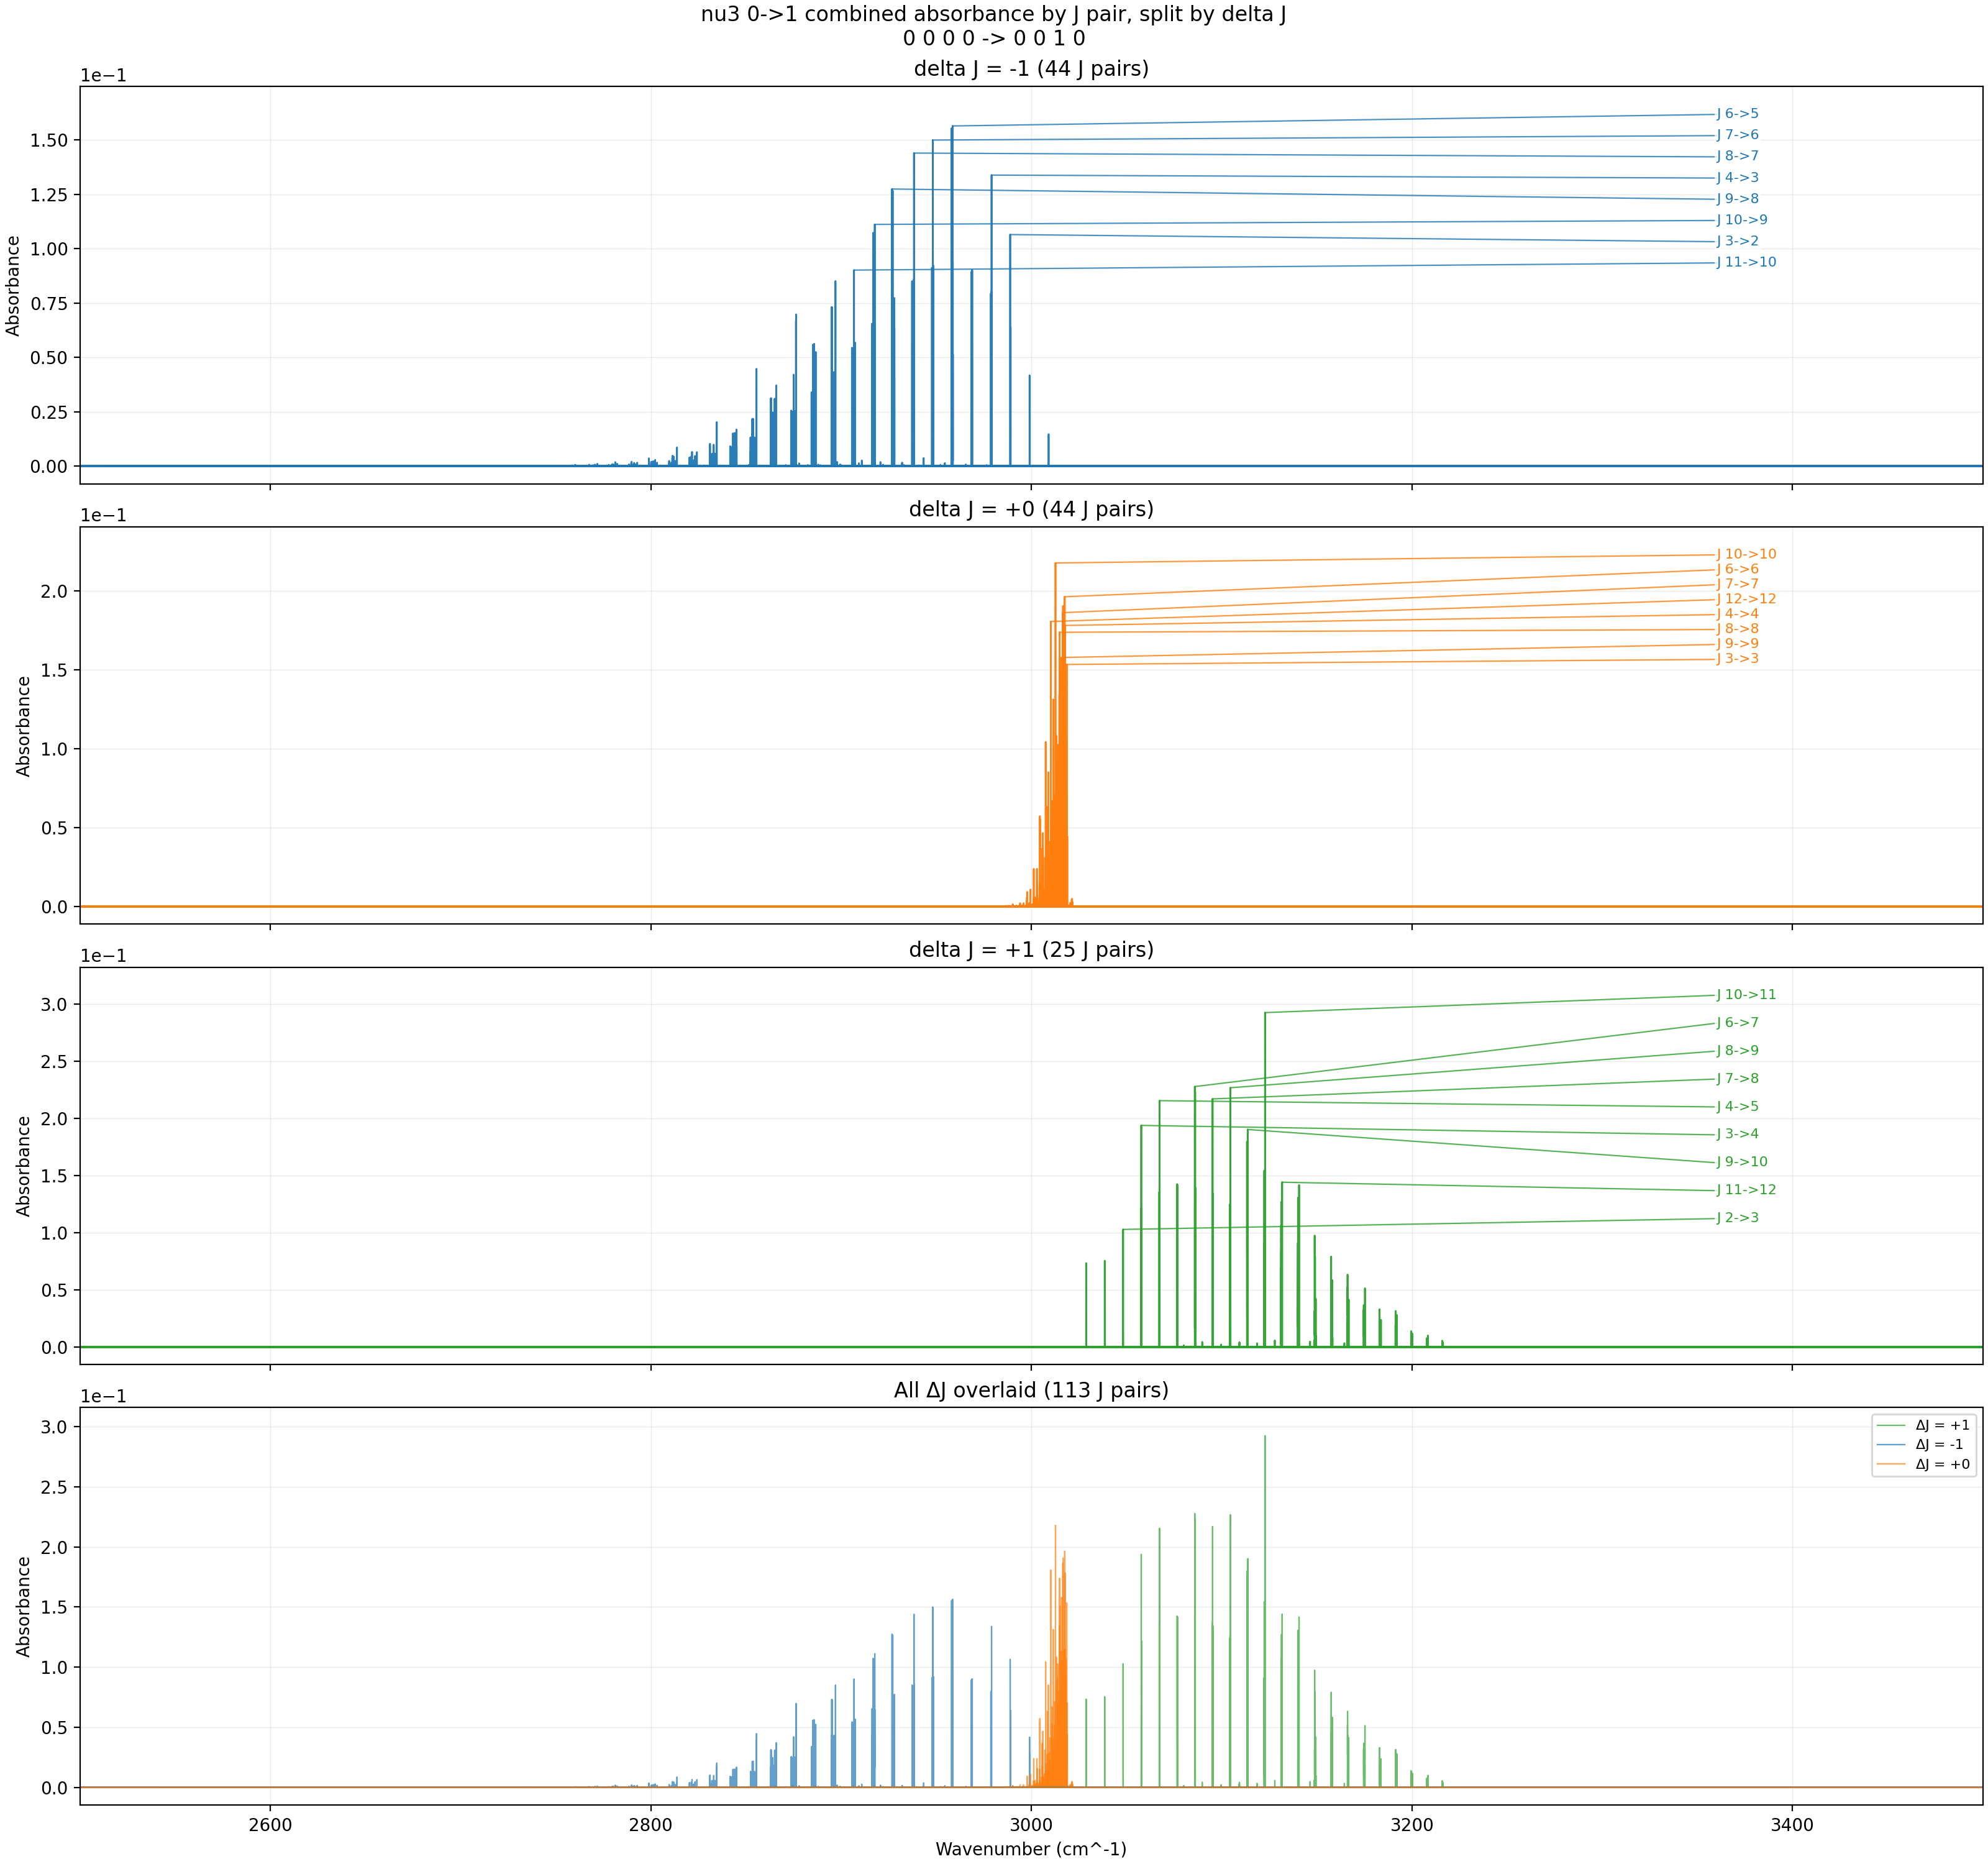 nu3 0->1 combined absorbance by J pair, split by delta J
0 0 0 0 -> 0 0 1 0
delta J = -1 (44 J pairs)
1e−1
1.50
1.25
1.00
0.75
0.50
0.25
0.00
Absorbance
J 6->5
J 7->6
J 8->7
J 4->3
J 9->8
J 10->9
J 3->2
J 11->10
delta J = +0 (44 J pairs)
1e−1
2.0
1.5
1.0
0.5
0.0
Absorbance
J 10->10
J 6->6
J 7->7
J 12->12
J 4->4
J 8->8
J 9->9
J 3->3
delta J = +1 (25 J pairs)
1e−1
3.0
2.5
2.0
1.5
1.0
0.5
0.0
Absorbance
J 10->11
J 6->7
J 8->9
J 7->8
J 4->5
J 3->4
J 9->10
J 11->12
J 2->3
All ΔJ overlaid (113 J pairs)
1e−1
3.0
2.5
2.0
1.5
1.0
0.5
0.0
Absorbance
ΔJ = +1
ΔJ = -1
ΔJ = +0
2600 2800 3000 3200 3400
Wavenumber (cm^-1)